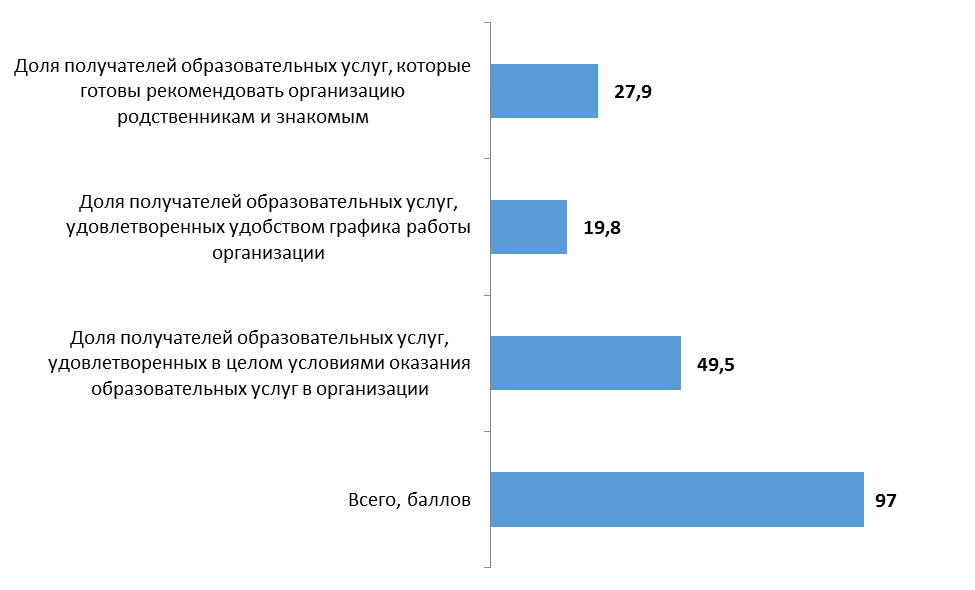 Доля получателей образовательных услуг, которые
готовы рекомендовать организацию
родственникам и знакомым
27,9
Доля получателей образовательных услуг,
удовлетворенных удобством графика работы
организации
19,8
Доля получателей образовательных услуг,
удовлетворенных в целом условиями оказания
образовательных услуг в организации
49,5
Всего, баллов
97